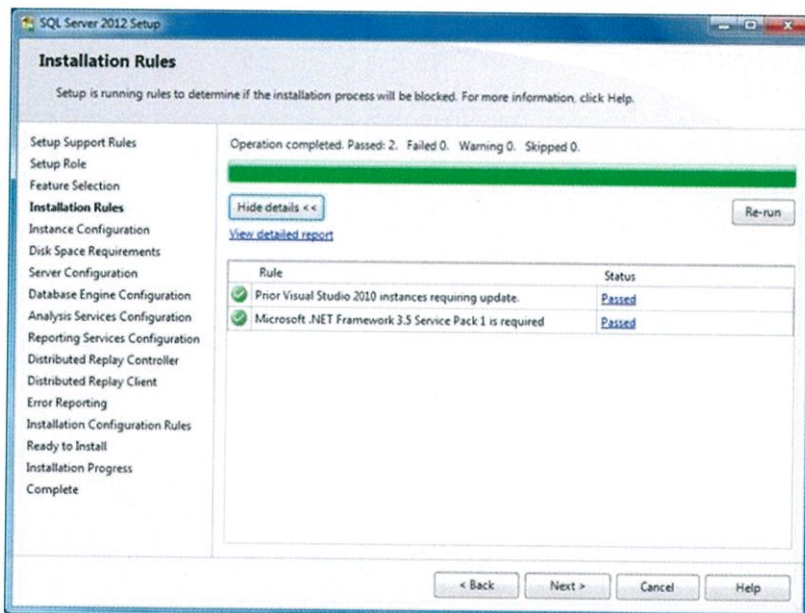 SQL Server 2012 Setup
Installation Rules
Setup is running rules to determine if the installation process will be blocked. For more information, click Help.
Setup Support Rules
Setup Role
Feature Selection
Installation Rules
Instance Configuration
Disk Space Requirements
Server Configuration
Database Engine Configuration
Analysis Services Configuration
Reporting Services Configuration
Distributed Replay Controller
Distributed Replay Client
Error Reporting
Installation Configuration Rules
Ready to Install
Installation Progress
Complete
Operation completed. Passed: 2. Failed 0. Warning 0. Skipped 0.
Hide details <<
Re-run
View detailed report
Rule Status
Prior Visual Studio 2010 instances requiring update. Passed
Microsoft .NET Framework 3.5 Service Pack 1 is required Passed
< Back Next > Cancel Help